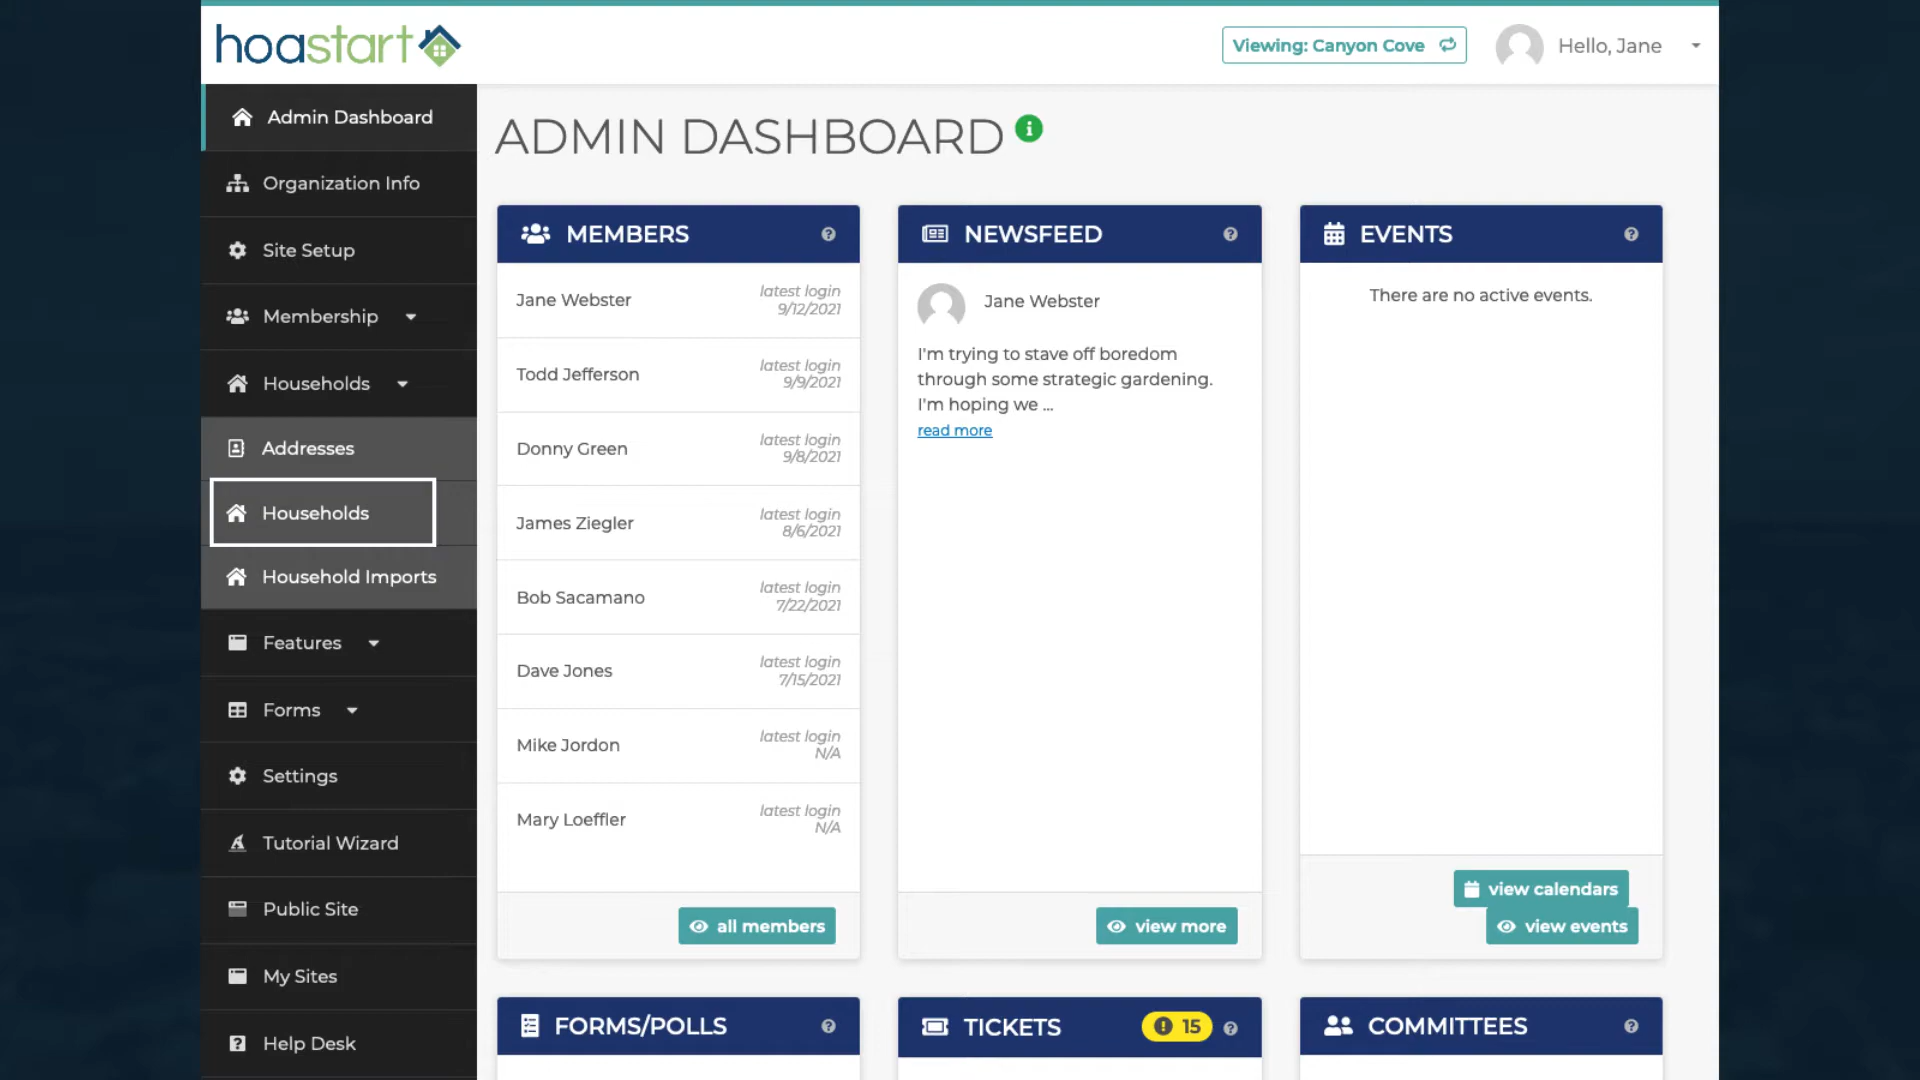 hoastart
Viewing: Canyon Cove
Hello, Jane
Admin Dashboard
Organization Info
Site Setup
Membership
Households
Addresses
Households
Household Imports
Features
Forms
Settings
Tutorial Wizard
Public Site
My Sites
Help Desk
ADMIN DASHBOARD
MEMBERS
Jane Webster
latest login
9/12/2021
Todd Jefferson
latest login
9/9/2021
Donny Green
latest login
9/8/2021
James Ziegler
latest login
8/6/2021
Bob Sacamano
latest login
7/22/2021
Dave Jones
latest login
7/15/2021
Mike Jordon
latest login
N/A
Mary Loeffler
latest login
N/A
all members
NEWSFEED
Jane Webster
I'm trying to stave off boredom
through some strategic gardening.
I'm hoping we ...
read more
view more
EVENTS
There are no active events.
view calendars
view events
FORMS/POLLS
TICKETS
15
COMMITTEES